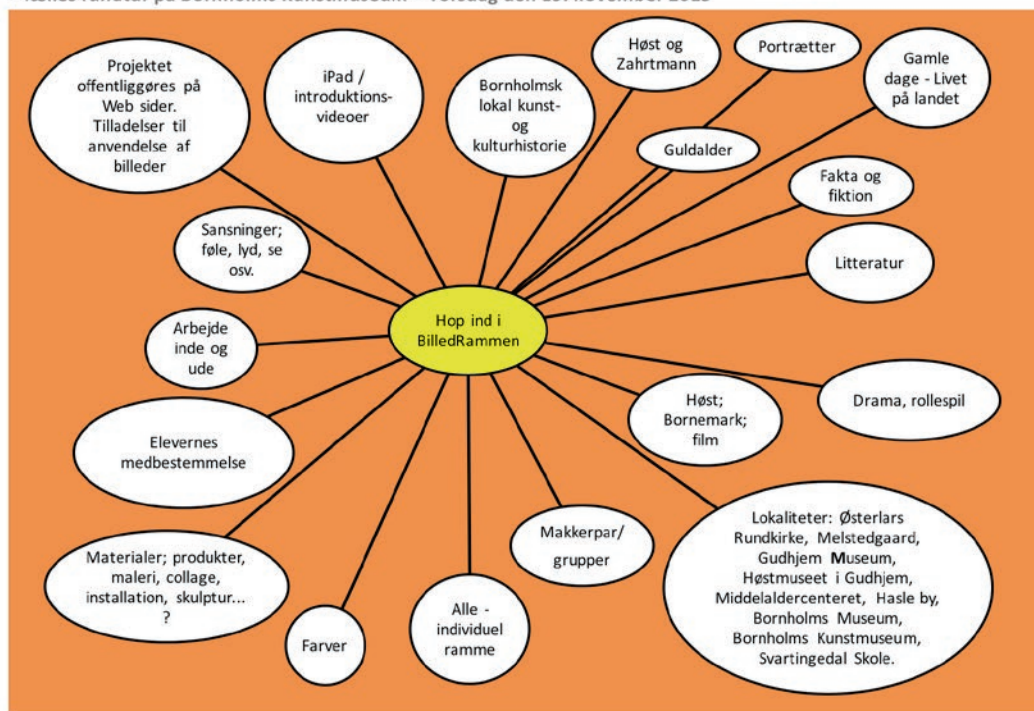 Projektet
offentliggøres på
Web sider.
Tilladelser til
anvendelse af
billeder
iPad /
introduktions-
videoer
Bornholmsk
lokal kunst-
og
kulturhistorie
Høst og
Zahrtmann
Portrætter
Gamle
dage - Livet
på landet
Guldalder
Fakta og
fiktion
Sansninger;
føle, lyd, se
osv.
Litteratur
Hop ind i
BilledRammen
Arbejde
inde og
ude
Høst;
Bornemark;
film
Drama, rollespil
Elevernes
medbestemmelse
Materialer; produkter,
maleri, collage,
installation, skulptur...
?
Farver
Alle -
individuel
ramme
Makkerpar/
grupper
Lokaliteter: Østerlars
Rundkirke, Melstedgaard,
Gudhjem Museum,
Høstmuseet i Gudhjem,
Middelaldercenteret, Hasle by,
Bornholms Museum,
Bornholms Kunstmuseum,
Svartingedal Skole.